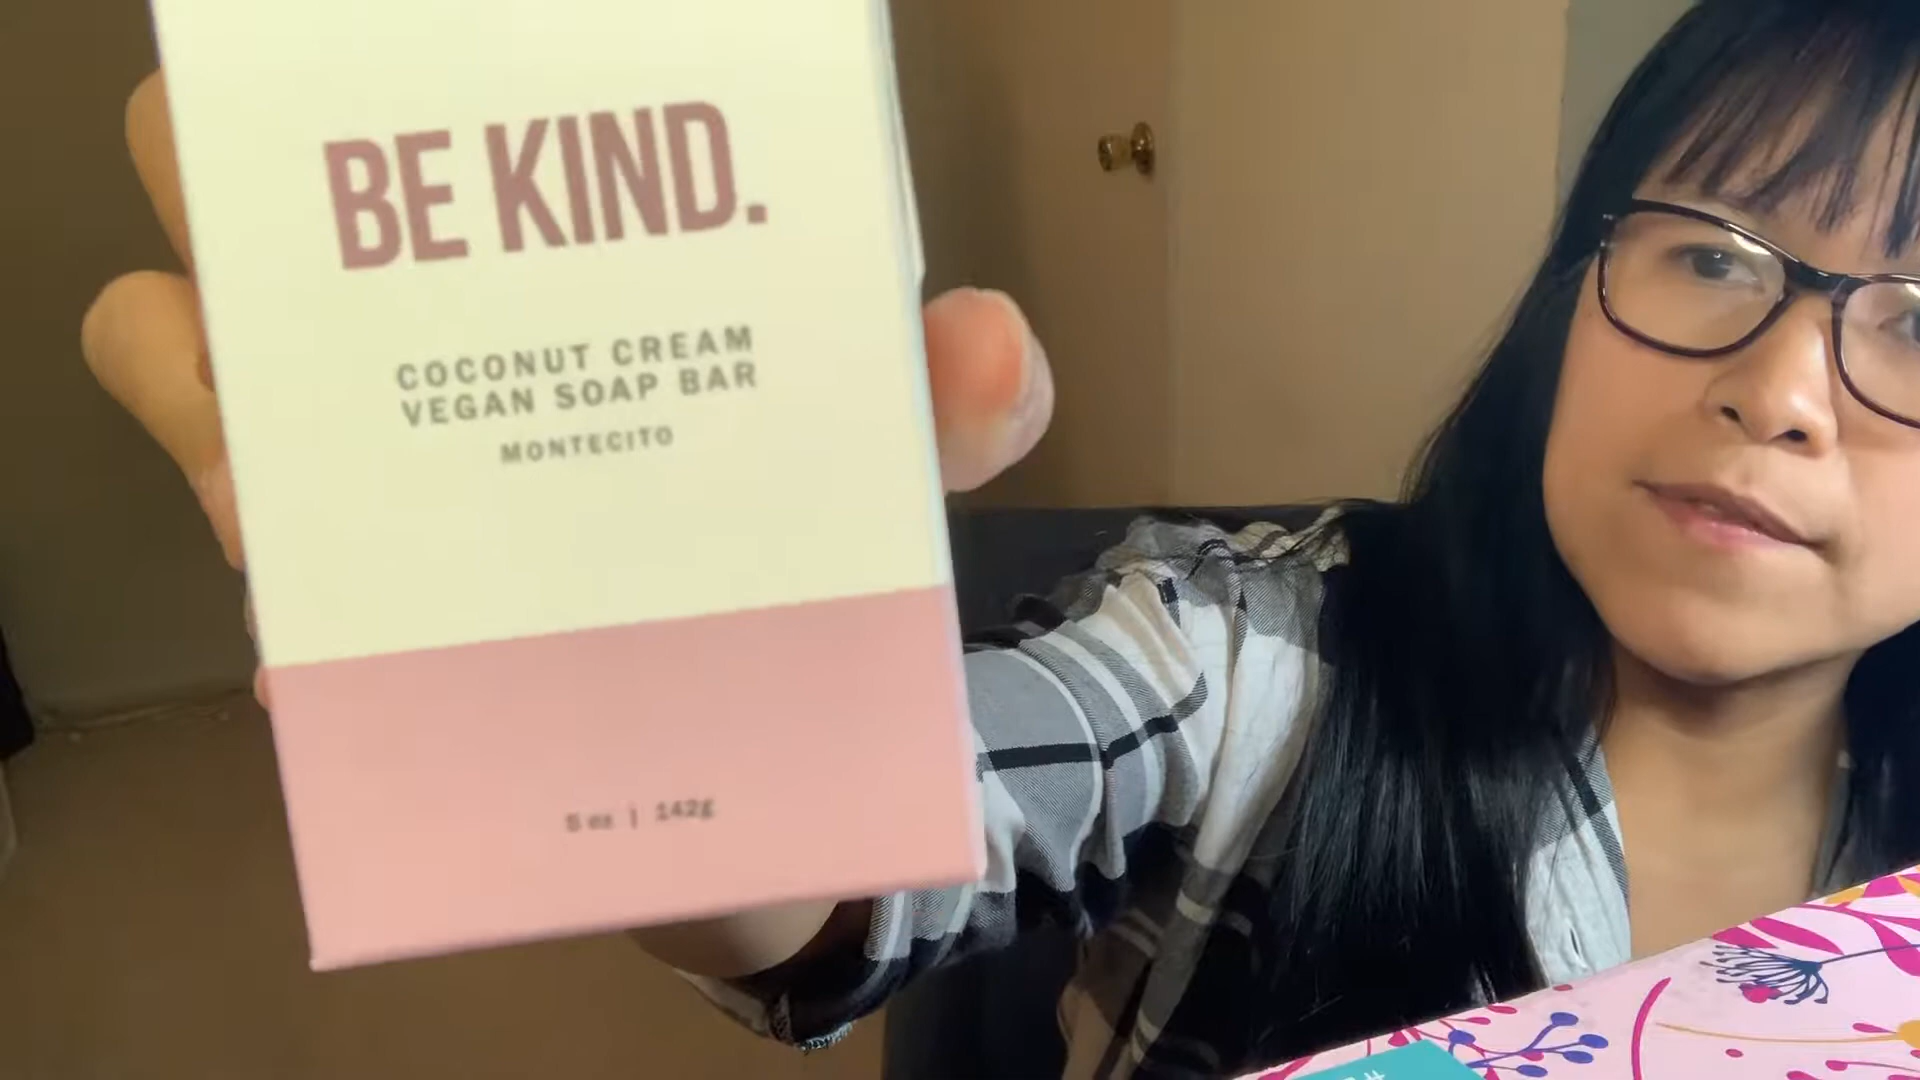 BE KIND.
COCONUT CREAM
VEGAN SOAP BAR
MONTECITO
5 oz | 142g